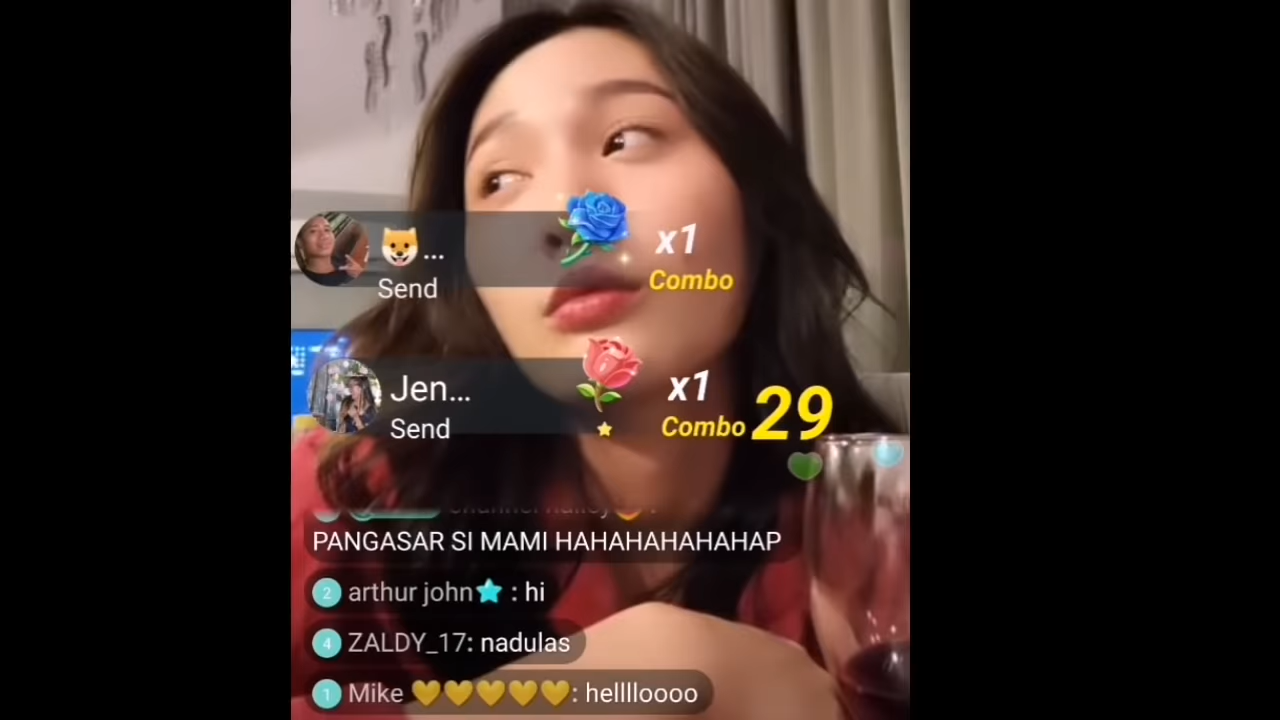 ...
Send
x1
Combo
Jen...
Send
x1
Combo 29
PANGASAR SI MAMI HAHAHAHAHAHAP
2 arthur john : hi
4 ZALDY_17: nadulas
1 Mike 💛💛💛💛💛: helllloooo